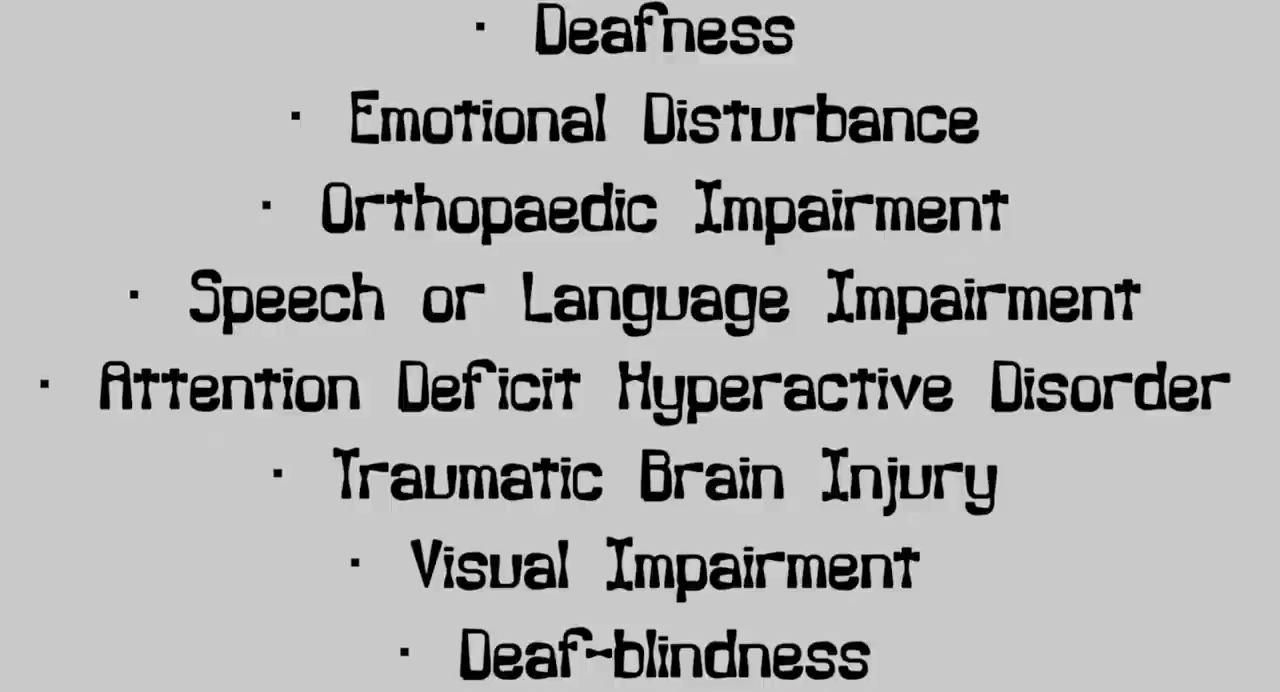 · Deafness
· Emotional Disturbance
· Orthopaedic Impairment
· Speech or Language Impairment
· Attention Deficit Hyperactive Disorder
· Traumatic Brain Injury
· Visual Impairment
· Deaf-blindness